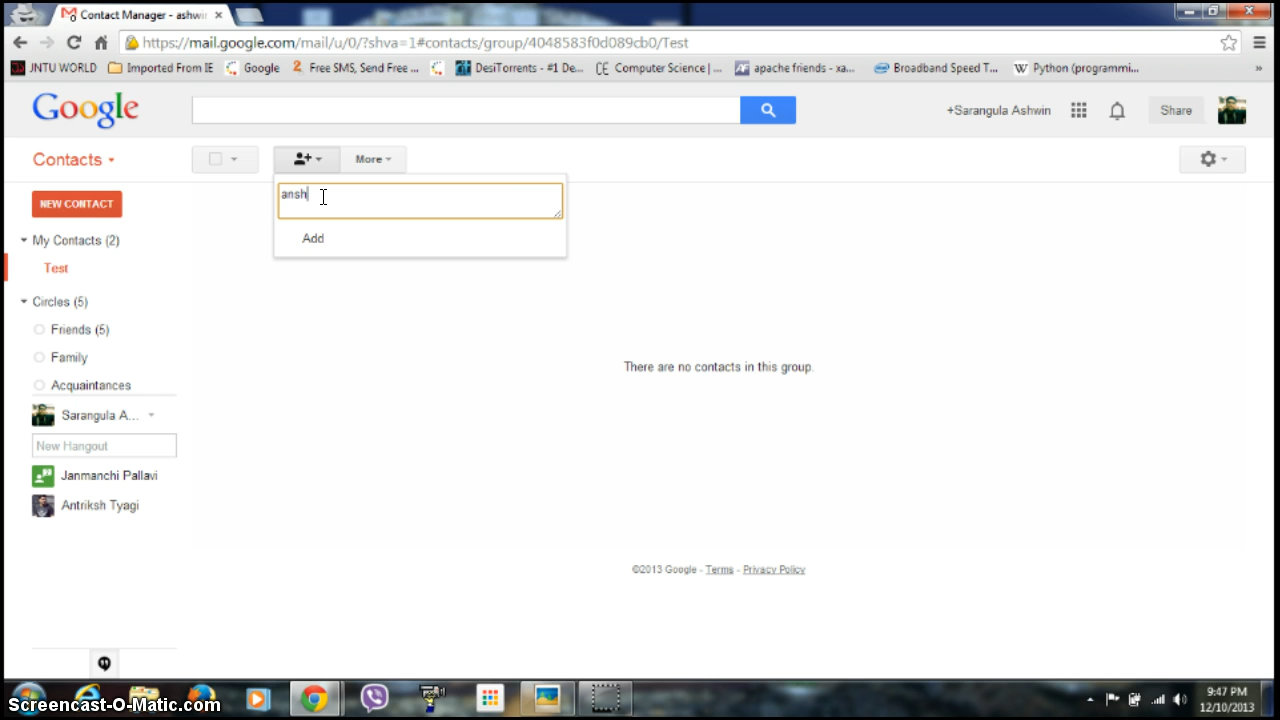 Contact Manager - ashwi
https://mail.google.com/mail/u/0/?shva=1#contacts/group/4048583f0d089cb0/Test
JNTU WORLD Imported From IE Google Free SMS, Send Free ... DesiTorrents - #1 De... Computer Science | ... apache friends - xa... Broadband Speed T... Python (programmi... »
Google
+Sarangula Ashwin
Share
Contacts
More
ansh
Add
NEW CONTACT
My Contacts (2)
Test
Circles (5)
Friends (5)
Family
Acquaintances
Sarangula A...
New Hangout
Janmanchi Pallavi
Antriksh Tyagi
There are no contacts in this group.
©2013 Google - Terms - Privacy Policy
9:47 PM
12/10/2013
Screencast-O-Matic.com